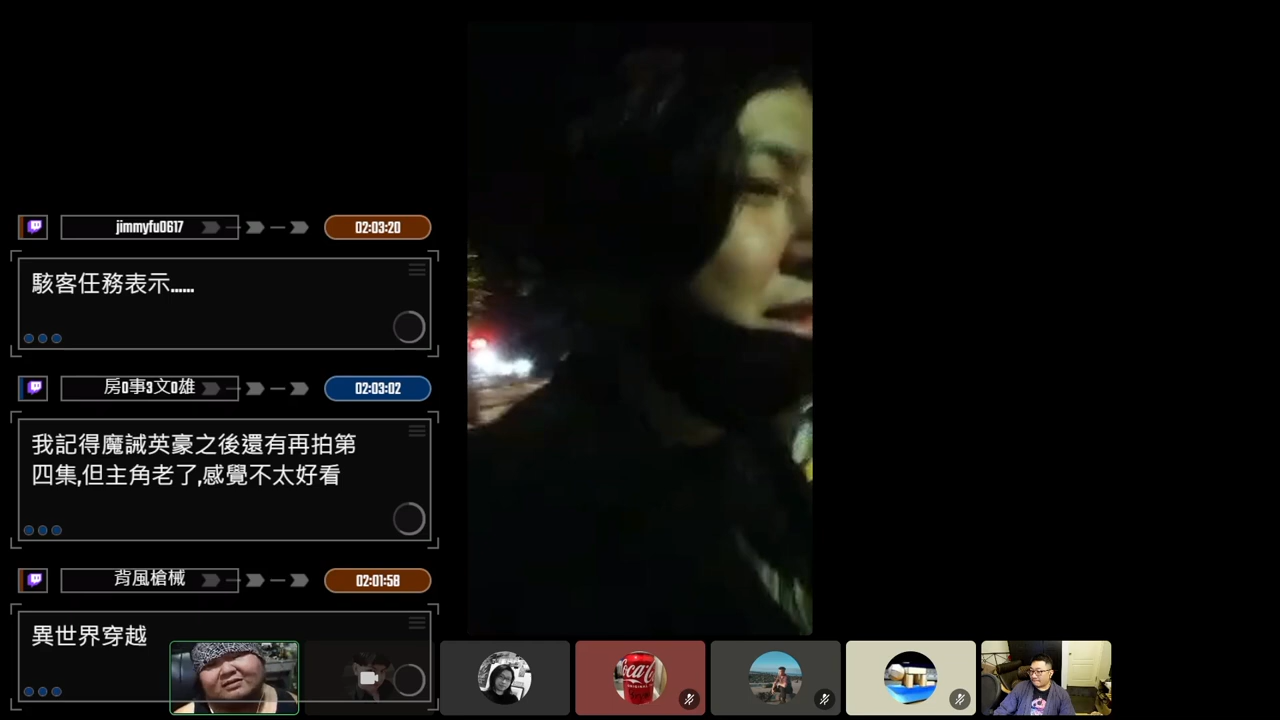 jimmyfu0617
02:03:20
駭客任務表示......
房0事3文0雄
02:03:02
我記得魔誡英豪之後還有再拍第
四集,但主角老了,感覺不太好看
背風槍械
02:01:58
異世界穿越
Coca-C